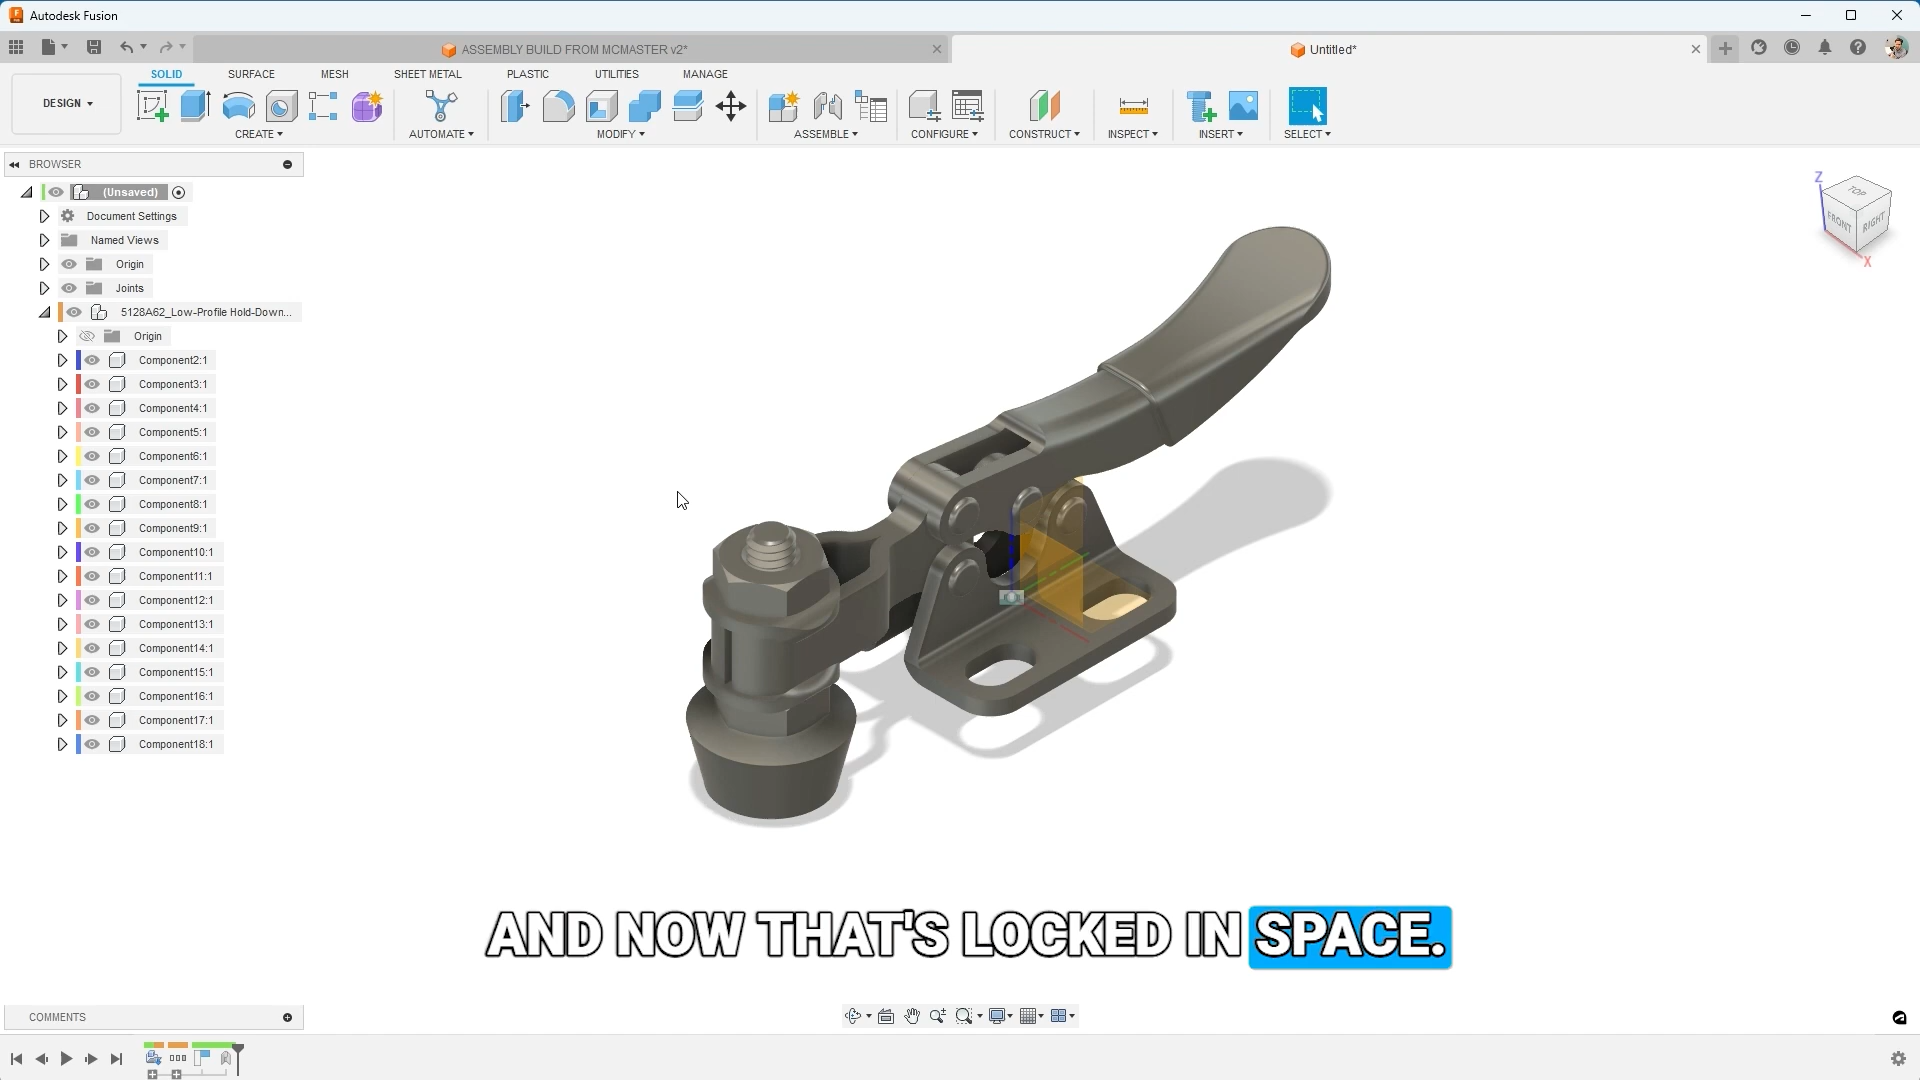 Autodesk Fusion
ASSEMBLY BUILD FROM MCMASTER v2*
Untitled*
SOLID SURFACE MESH SHEET METAL PLASTIC UTILITIES MANAGE
DESIGN
CREATE AUTOMATE MODIFY ASSEMBLE CONFIGURE CONSTRUCT INSPECT INSERT SELECT
BROWSER
(Unsaved)
Document Settings
Named Views
Origin
Joints
5128A62_Low-Profile Hold-Down...
Origin
Component2:1
Component3:1
Component4:1
Component5:1
Component6:1
Component7:1
Component8:1
Component9:1
Component10:1
Component11:1
Component12:1
Component13:1
Component14:1
Component15:1
Component16:1
Component17:1
Component18:1
Z
TOP
FRONT
RIGHT
X
AND NOW THAT'S LOCKED IN SPACE.
COMMENTS